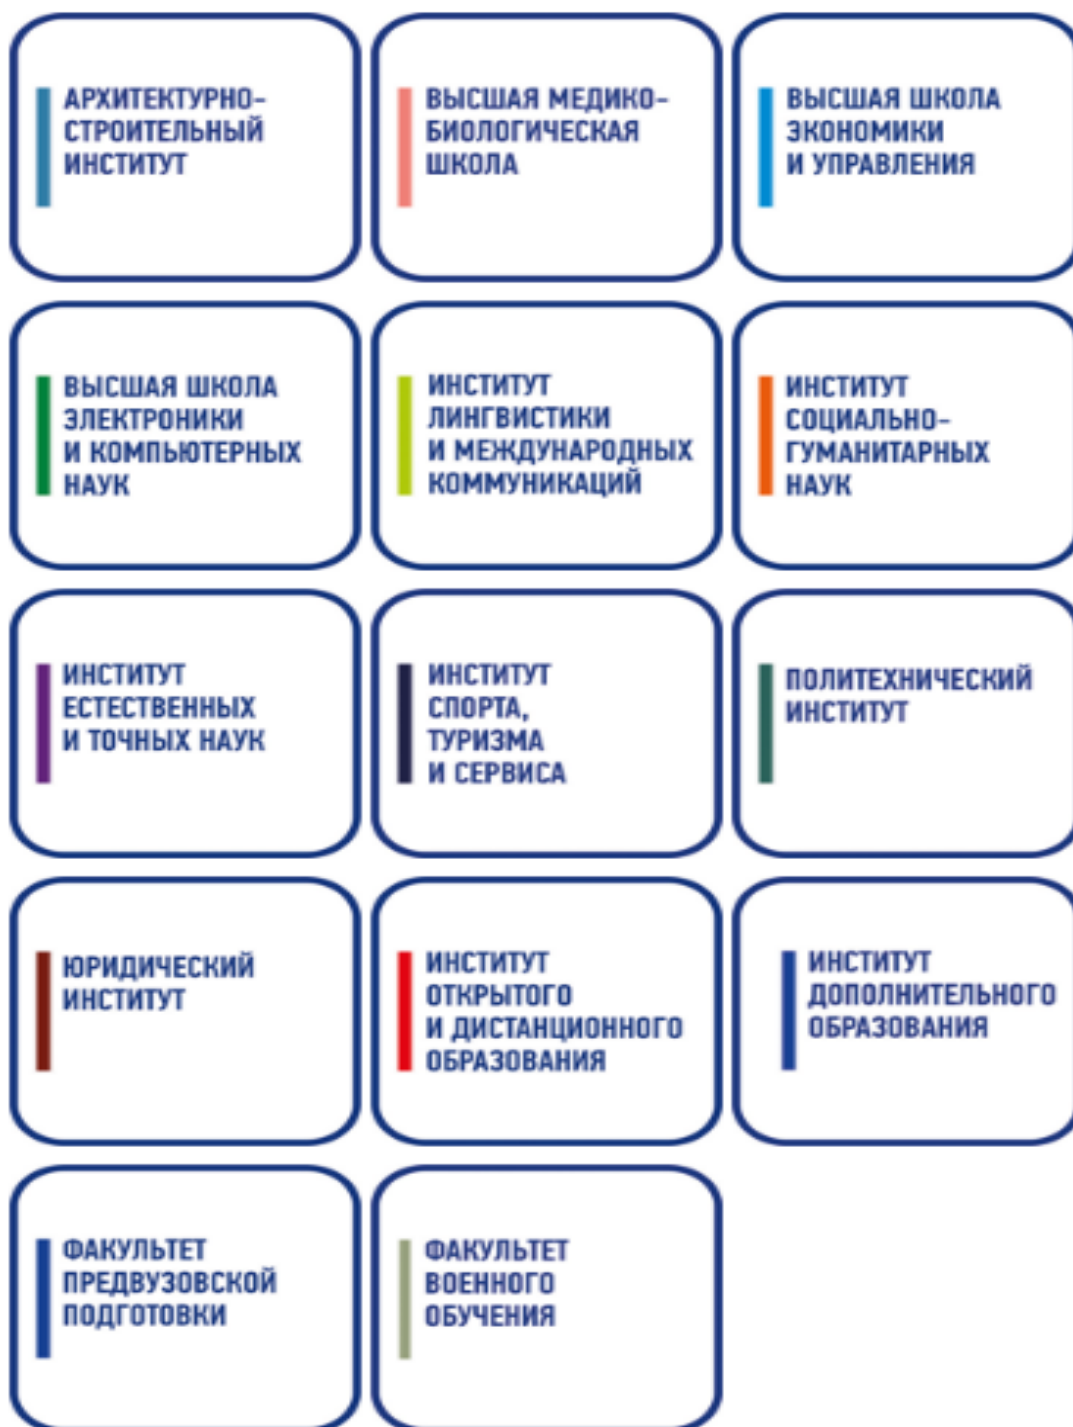 АРХИТЕКТУРНО-
СТРОИТЕЛЬНЫЙ
ИНСТИТУТ
ВЫСШАЯ МЕДИКО-
БИОЛОГИЧЕСКАЯ
ШКОЛА
ВЫСШАЯ ШКОЛА
ЭКОНОМИКИ
И УПРАВЛЕНИЯ
ВЫСШАЯ ШКОЛА
ЭЛЕКТРОНИКИ
И КОМПЬЮТЕРНЫХ
НАУК
ИНСТИТУТ
ЛИНГВИСТИКИ
И МЕЖДУНАРОДНЫХ
КОММУНИКАЦИЙ
ИНСТИТУТ
СОЦИАЛЬНО-
ГУМАНИТАРНЫХ
НАУК
ИНСТИТУТ
ЕСТЕСТВЕННЫХ
И ТОЧНЫХ НАУК
ИНСТИТУТ
СПОРТА,
ТУРИЗМА
И СЕРВИСА
ПОЛИТЕХНИЧЕСКИЙ
ИНСТИТУТ
ЮРИДИЧЕСКИЙ
ИНСТИТУТ
ИНСТИТУТ
ОТКРЫТОГО
И ДИСТАНЦИОННОГО
ОБРАЗОВАНИЯ
ИНСТИТУТ
ДОПОЛНИТЕЛЬНОГО
ОБРАЗОВАНИЯ
ФАКУЛЬТЕТ
ПРЕДВУЗОВСКОЙ
ПОДГОТОВКИ
ФАКУЛЬТЕТ
ВОЕННОГО
ОБУЧЕНИЯ